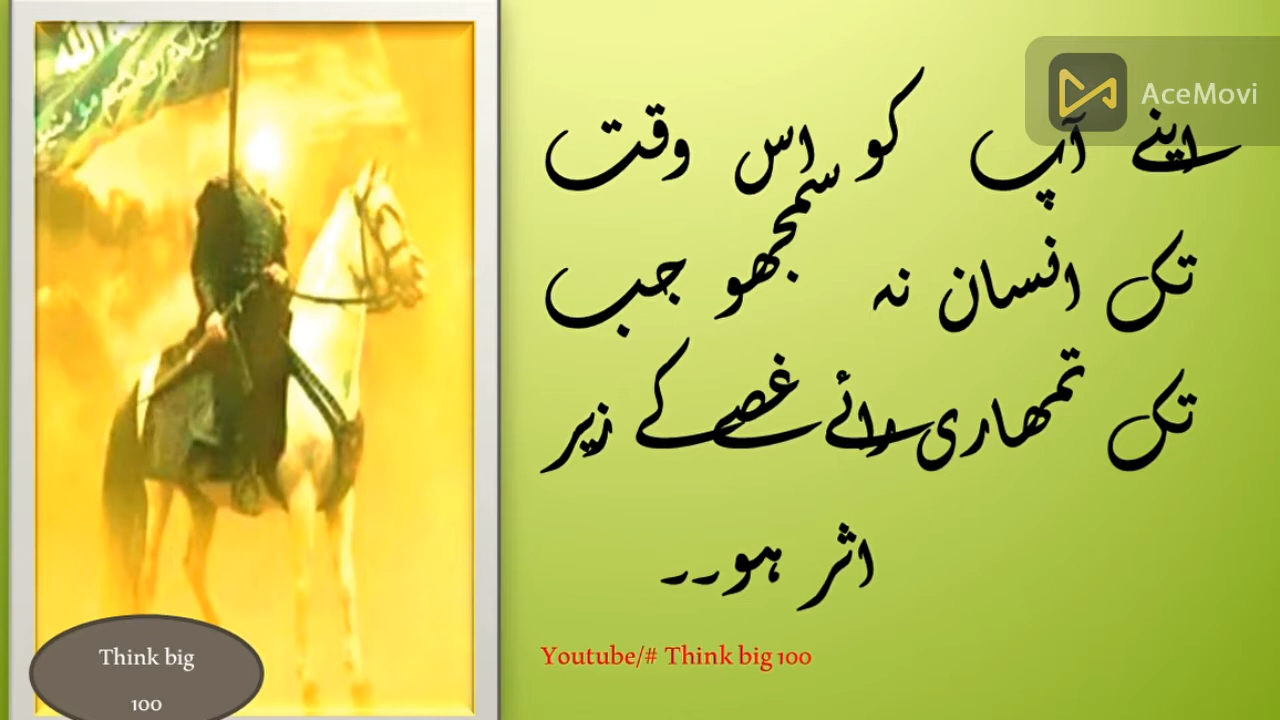 اپنے آپ کو اس وقت
تک انسان نہ سمجھو جب
تک تمھاری رائے غصے کے زیر
اثر ہو۔۔
Youtube/# Think big 100
Think big
100
AceMovi